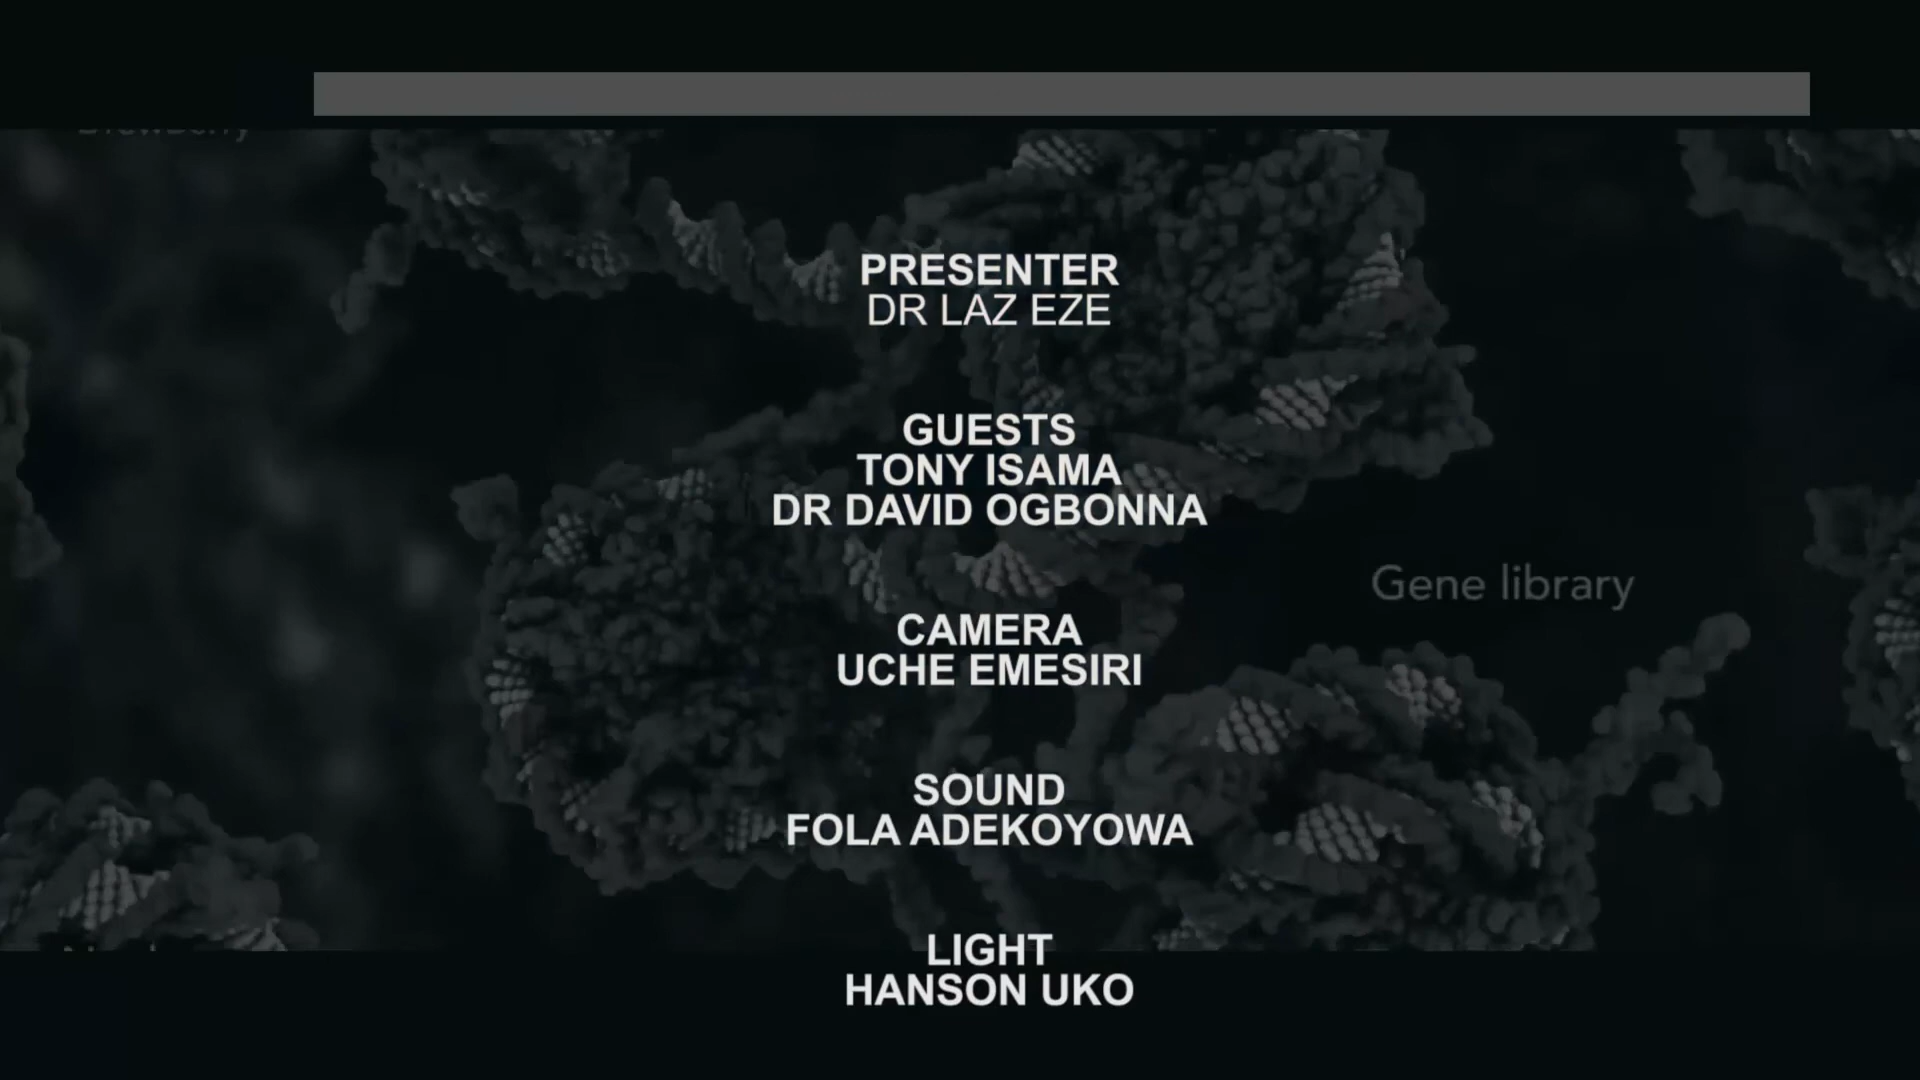 PRESENTER
DR LAZ EZE
GUESTS
TONY ISAMA
DR DAVID OGBONNA
Gene library
CAMERA
UCHE EMESIRI
SOUND
FOLA ADEKOYOWA
LIGHT
HANSON UKO